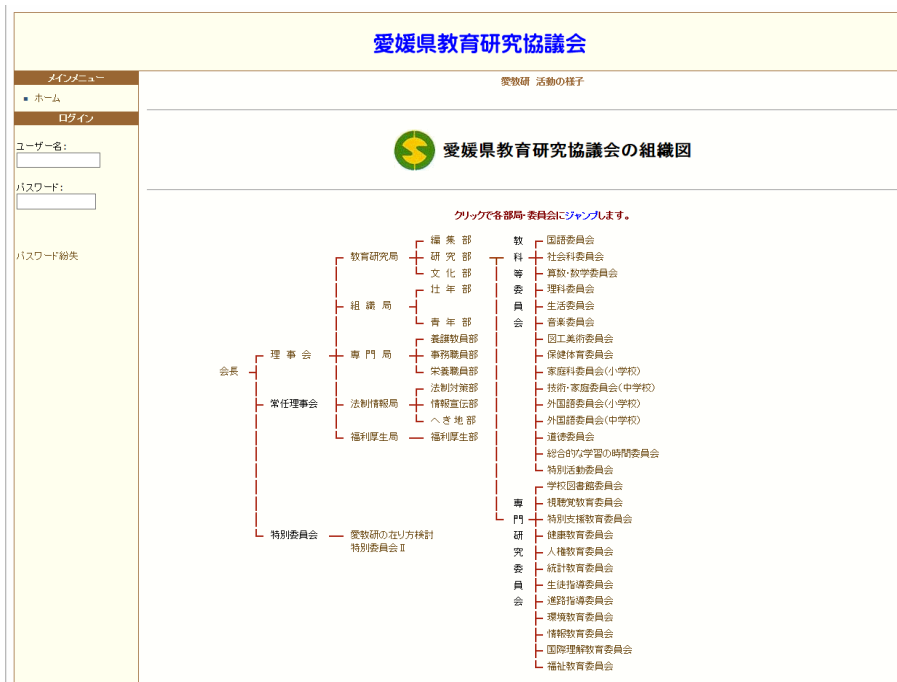 愛媛県教育研究協議会
メインメニュー
ホーム
ログイン
ユーザー名:
パスワード:
パスワード紛失
愛教研 活動の様子
愛媛県教育研究協議会の組織図
クリックで各部局・委員会にジャンプします。
会長
理 事 会
常任理事会
特別委員会
教育研究局
組 織 局
専 門 局
法制情報局
福利厚生局
愛教研の在り方検討
特別委員会Ⅱ
編 集 部
研 究 部
文 化 部
壮 年 部
青 年 部
養護教員部
事務職員部
栄養職員部
法制対策部
情報宣伝部
へ き 地 部
福利厚生部
教科等委員会
国語委員会
社会科委員会
算数・数学委員会
理科委員会
生活委員会
音楽委員会
図工美術委員会
保健体育委員会
家庭科委員会(小学校)
技術・家庭委員会(中学校)
外国語委員会(小学校)
外国語委員会(中学校)
道徳委員会
総合的な学習の時間委員会
特別活動委員会
専門研究委員会
学校図書館委員会
視聴覚教育委員会
特別支援教育委員会
健康教育委員会
人権教育委員会
統計教育委員会
生徒指導委員会
進路指導委員会
環境教育委員会
情報教育委員会
国際理解教育委員会
福祉教育委員会